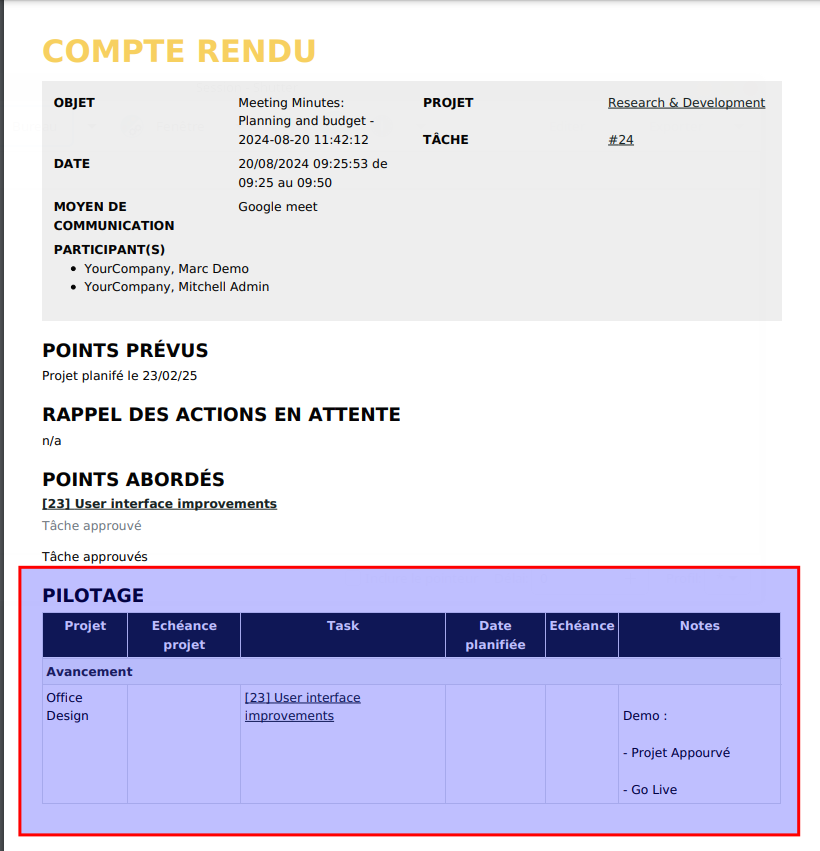 COMPTE RENDU
OBJET
Meeting Minutes:
Planning and budget -
2024-08-20 11:42:12
PROJET
Research & Development
TÂCHE
#24
DATE
20/08/2024 09:25:53 de
09:25 au 09:50
MOYEN DE
COMMUNICATION
Google meet
PARTICIPANT(S)
• YourCompany, Marc Demo
• YourCompany, Mitchell Admin
POINTS PRÉVUS
Projet planifé le 23/02/25
RAPPEL DES ACTIONS EN ATTENTE
n/a
POINTS ABORDÉS
[23] User interface improvements
Tâche approuvé
Tâche approuvés
PILOTAGE
Projet
Echéance
projet
Task
Date
planifiée
Echéance
Notes
Avancement
Office
Design
[23] User interface
improvements
Demo :
- Projet Appourvé
- Go Live